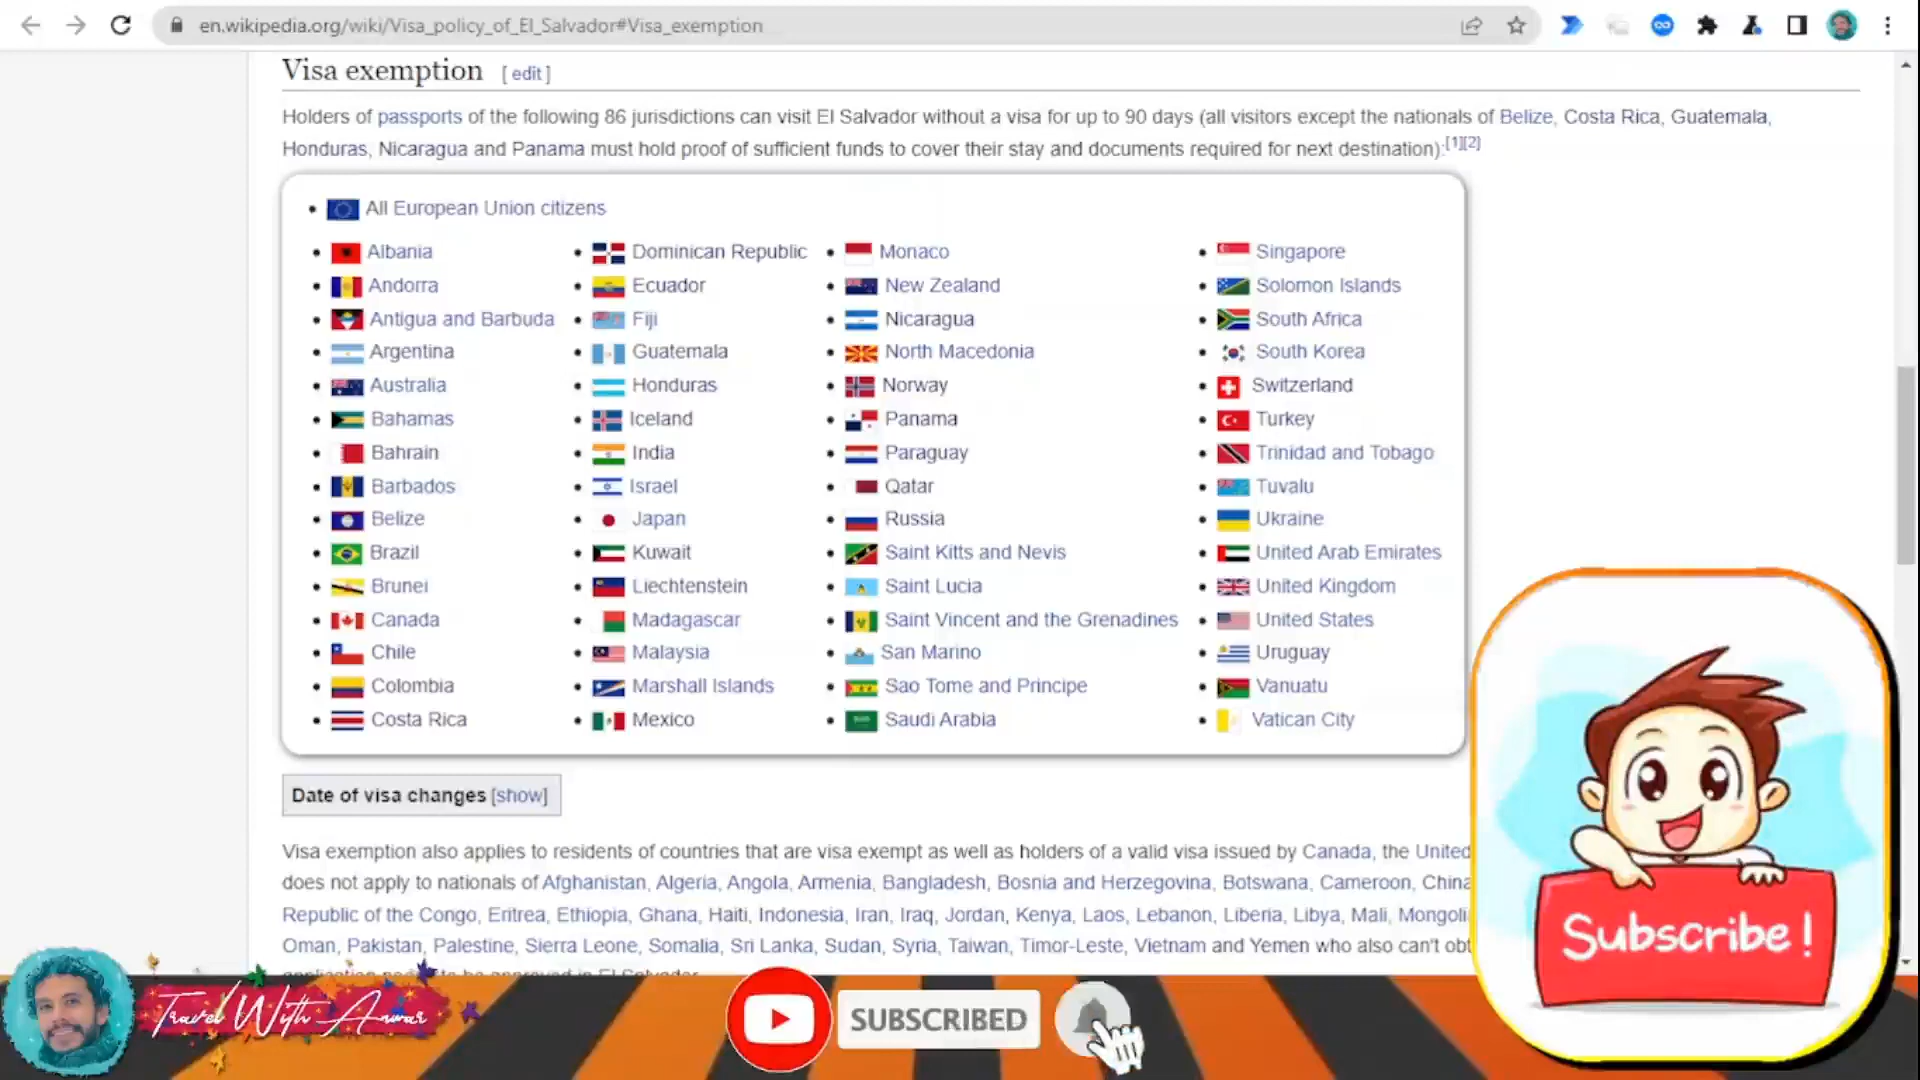 en.wikipedia.org/wiki/Visa_policy_of_El_Salvador#Visa_exemption
Visa exemption [ edit ]
Holders of passports of the following 86 jurisdictions can visit El Salvador without a visa for up to 90 days (all visitors except the nationals of Belize, Costa Rica, Guatemala,
Honduras, Nicaragua and Panama must hold proof of sufficient funds to cover their stay and documents required for next destination):[1][2]
All European Union citizens
Albania
Andorra
Antigua and Barbuda
Argentina
Australia
Bahamas
Bahrain
Barbados
Belize
Brazil
Brunei
Canada
Chile
Colombia
Costa Rica
Dominican Republic
Ecuador
Fiji
Guatemala
Honduras
Iceland
India
Israel
Japan
Kuwait
Liechtenstein
Madagascar
Malaysia
Marshall Islands
Mexico
Monaco
New Zealand
Nicaragua
North Macedonia
Norway
Panama
Paraguay
Qatar
Russia
Saint Kitts and Nevis
Saint Lucia
Saint Vincent and the Grenadines
San Marino
Sao Tome and Principe
Saudi Arabia
Singapore
Solomon Islands
South Africa
South Korea
Switzerland
Turkey
Trinidad and Tobago
Tuvalu
Ukraine
United Arab Emirates
United Kingdom
United States
Uruguay
Vanuatu
Vatican City
Date of visa changes [show]
Visa exemption also applies to residents of countries that are visa exempt as well as holders of a valid visa issued by Canada, the United
does not apply to nationals of Afghanistan, Algeria, Angola, Armenia, Bangladesh, Bosnia and Herzegovina, Botswana, Cameroon, China
Republic of the Congo, Eritrea, Ethiopia, Ghana, Haiti, Indonesia, Iran, Iraq, Jordan, Kenya, Laos, Lebanon, Liberia, Libya, Mali, Mongoli
Oman, Pakistan, Palestine, Sierra Leone, Somalia, Sri Lanka, Sudan, Syria, Taiwan, Timor-Leste, Vietnam and Yemen who also can't obt
Subscribe!
Travel With Anwar
SUBSCRIBED